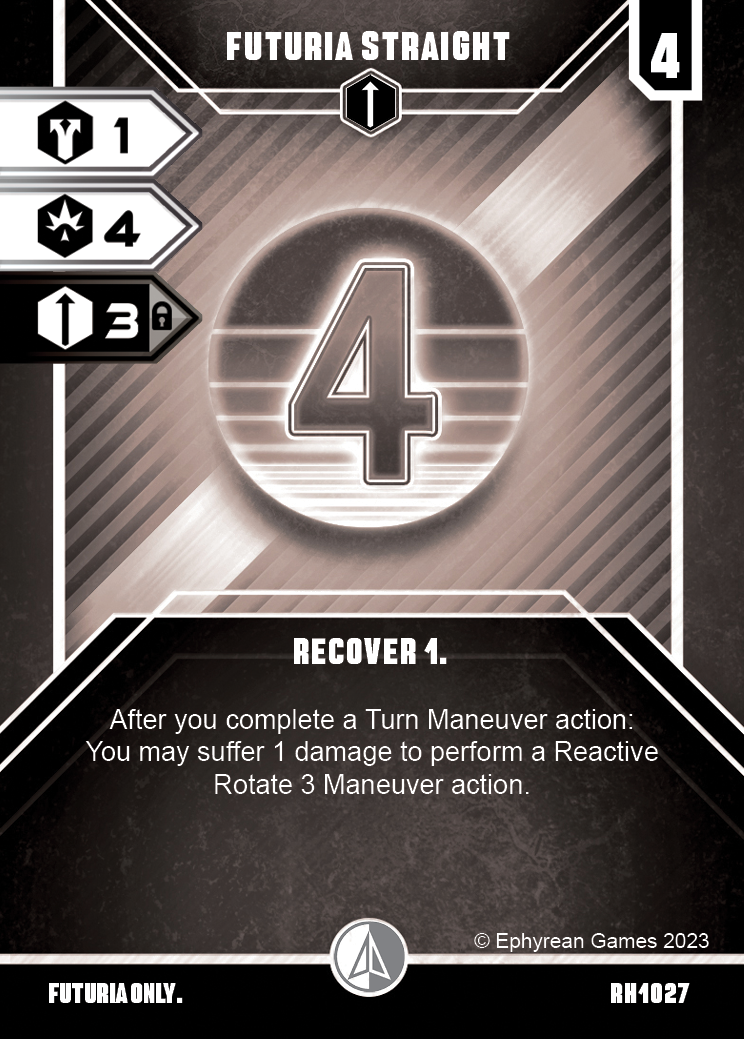 FUTURIA STRAIGHT
4
1
4
3
4
RECOVER 1.
After you complete a Turn Maneuver action:
You may suffer 1 damage to perform a Reactive
Rotate 3 Maneuver action.
© Ephyrean Games 2023
FUTURIA ONLY.
RH1027